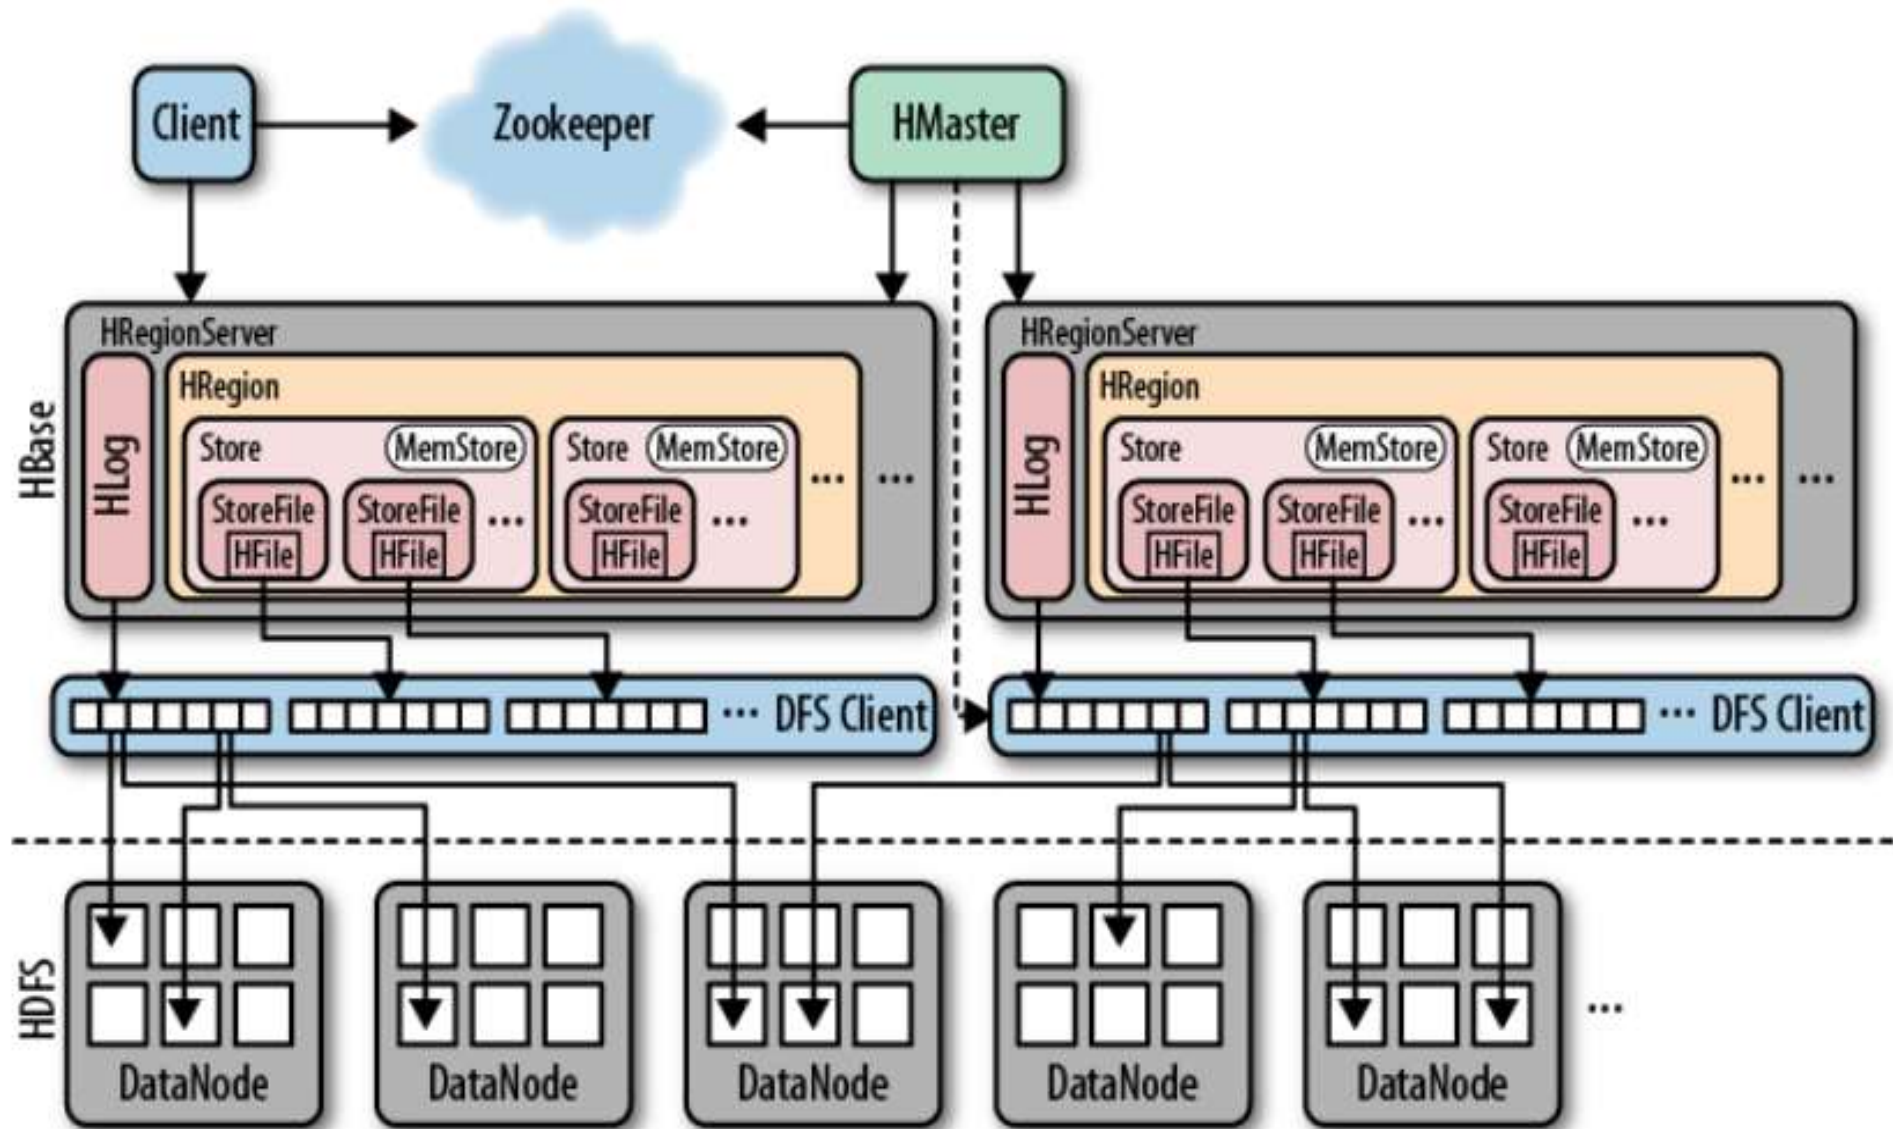 Client
Zookeeper
HMaster
HBase
HRegionServer
HLog
HRegion
Store
MemStore
StoreFile
HFile
StoreFile
HFile
...
Store
MemStore
StoreFile
HFile
...
...
...
HRegionServer
HLog
HRegion
Store
MemStore
StoreFile
HFile
StoreFile
HFile
...
Store
MemStore
StoreFile
HFile
...
...
...
... DFS Client
... DFS Client
HDFS
DataNode
DataNode
DataNode
DataNode
DataNode
...